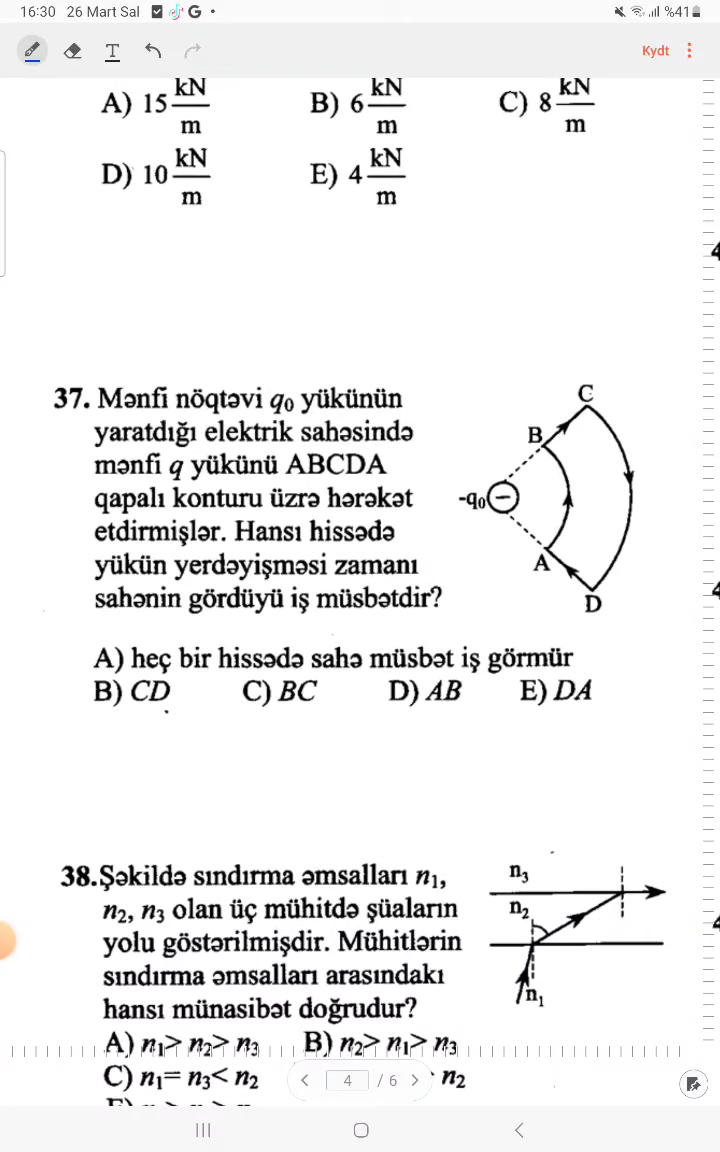 16:30 26 Mart Sal G • %41
T Kydt
A) 15 kN/m B) 6 kN/m C) 8 kN/m
D) 10 kN/m E) 4 kN/m
37. Mənfi nöqtəvi q₀ yükünün
yaratdığı elektrik sahəsində
mənfi q yükünü ABCDA
qapalı konturu üzrə hərəkət
etdirmişlər. Hansı hissədə
yükün yerdəyişməsi zamanı
sahənin gördüyü iş müsbətdir?
C
B
-q₀ −
A
D
A) heç bir hissədə sahə müsbət iş görmür
B) CD C) BC D) AB E) DA
38. Şəkildə sındırma əmsalları n₁,
n₂, n₃ olan üç mühitdə şüaların
yolu göstərilmişdir. Mühitlərin
sındırma əmsalları arasındakı
hansı münasibət doğrudur?
n₃
n₂
n₁
A) n₁> n₂> n₃ B) n₂> n₁> n₃
C) n₁= n₃< n₂ n₂
4 / 6